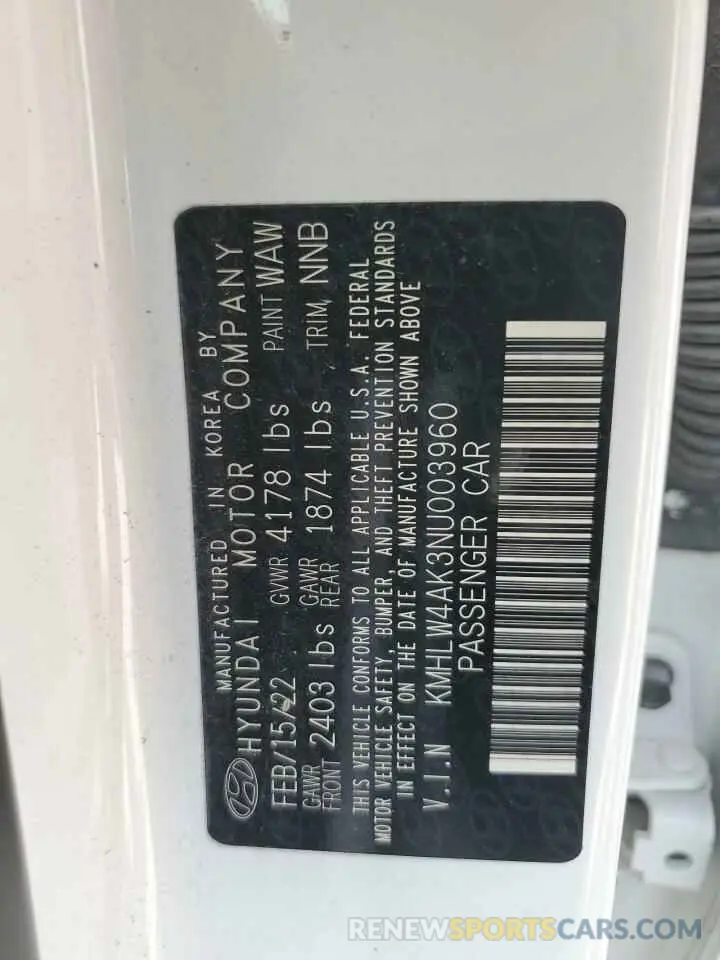 MANUFACTURED IN KOREA BY
HYUNDAI MOTOR COMPANY
FEB/15/22 GVWR 4178 lbs PAINT WAW
GAWR FRONT 2403 lbs GAWR REAR 1874 lbs TRIM NNB
THIS VEHICLE CONFORMS TO ALL APPLICABLE U.S.A. FEDERAL
MOTOR VEHICLE SAFETY, BUMPER, AND THEFT PREVENTION STANDARDS
IN EFFECT ON THE DATE OF MANUFACTURE SHOWN ABOVE
V.I.N KMHLW4AK3NU003960
PASSENGER CAR
RENEWSPORTSCARS.COM